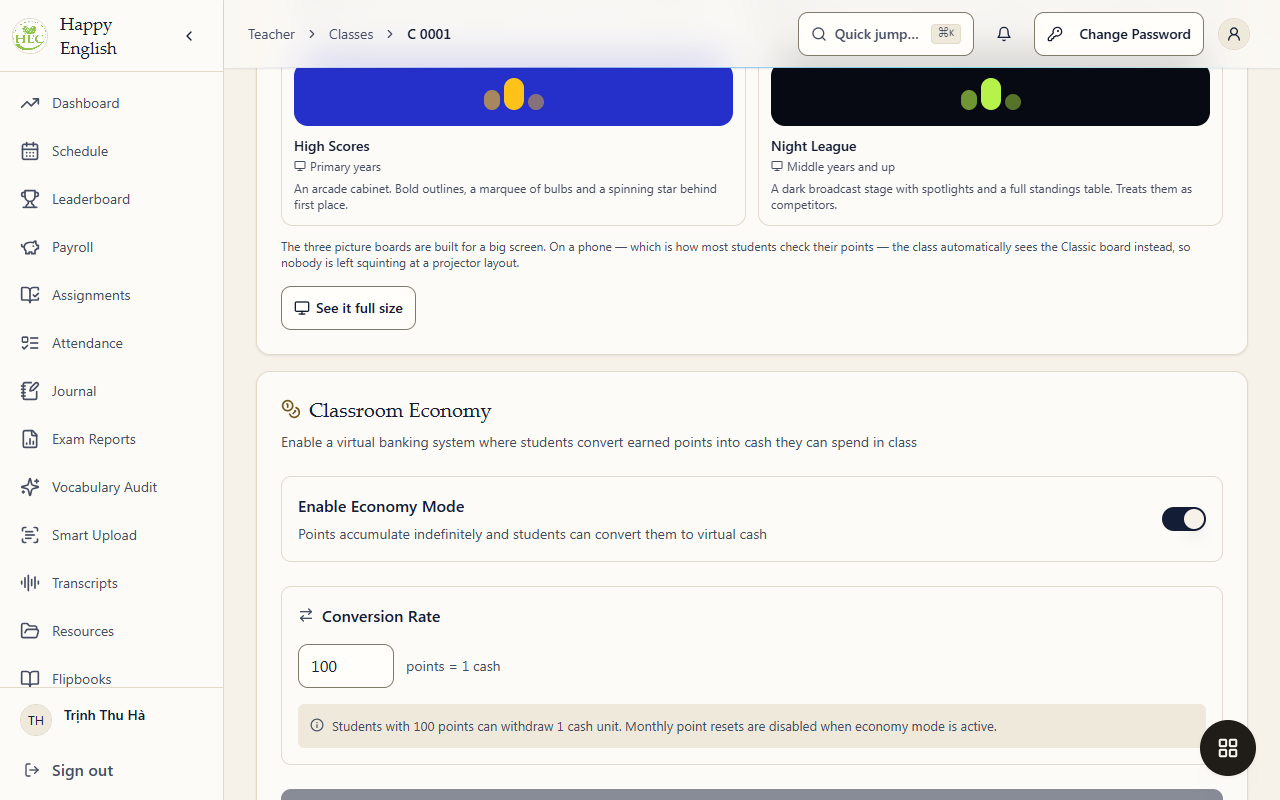 HEC
Happy
English
Teacher > Classes > C 0001
Quick jump... ⌘K
Change Password
Dashboard
Schedule
Leaderboard
Payroll
Assignments
Attendance
Journal
Exam Reports
Vocabulary Audit
Smart Upload
Transcripts
Resources
Flipbooks
TH Trịnh Thu Hà
Sign out
High Scores
Primary years
An arcade cabinet. Bold outlines, a marquee of bulbs and a spinning star behind
first place.
Night League
Middle years and up
A dark broadcast stage with spotlights and a full standings table. Treats them as
competitors.
The three picture boards are built for a big screen. On a phone — which is how most students check their points — the class automatically sees the Classic board instead, so
nobody is left squinting at a projector layout.
See it full size
Classroom Economy
Enable a virtual banking system where students convert earned points into cash they can spend in class
Enable Economy Mode
Points accumulate indefinitely and students can convert them to virtual cash
Conversion Rate
100 points = 1 cash
Students with 100 points can withdraw 1 cash unit. Monthly point resets are disabled when economy mode is active.